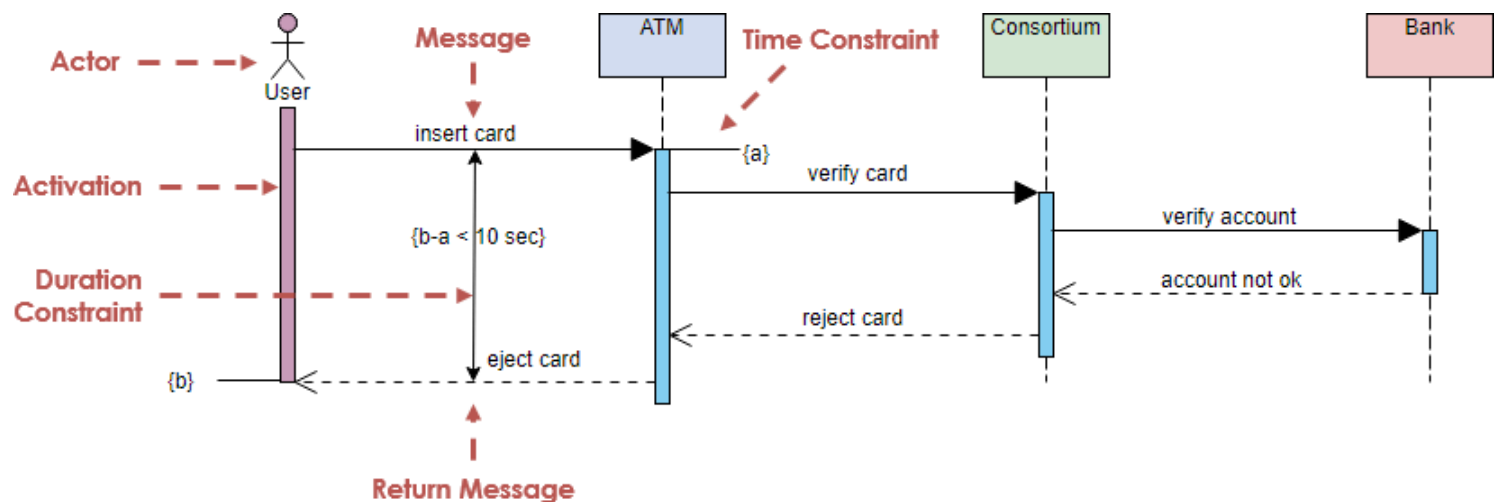 ATM
Consortium
Bank
Message
Time Constraint
Actor
User
insert card
{a}
verify card
Activation
verify account
{b-a < 10 sec}
Duration
Constraint
account not ok
reject card
eject card
{b}
Return Message